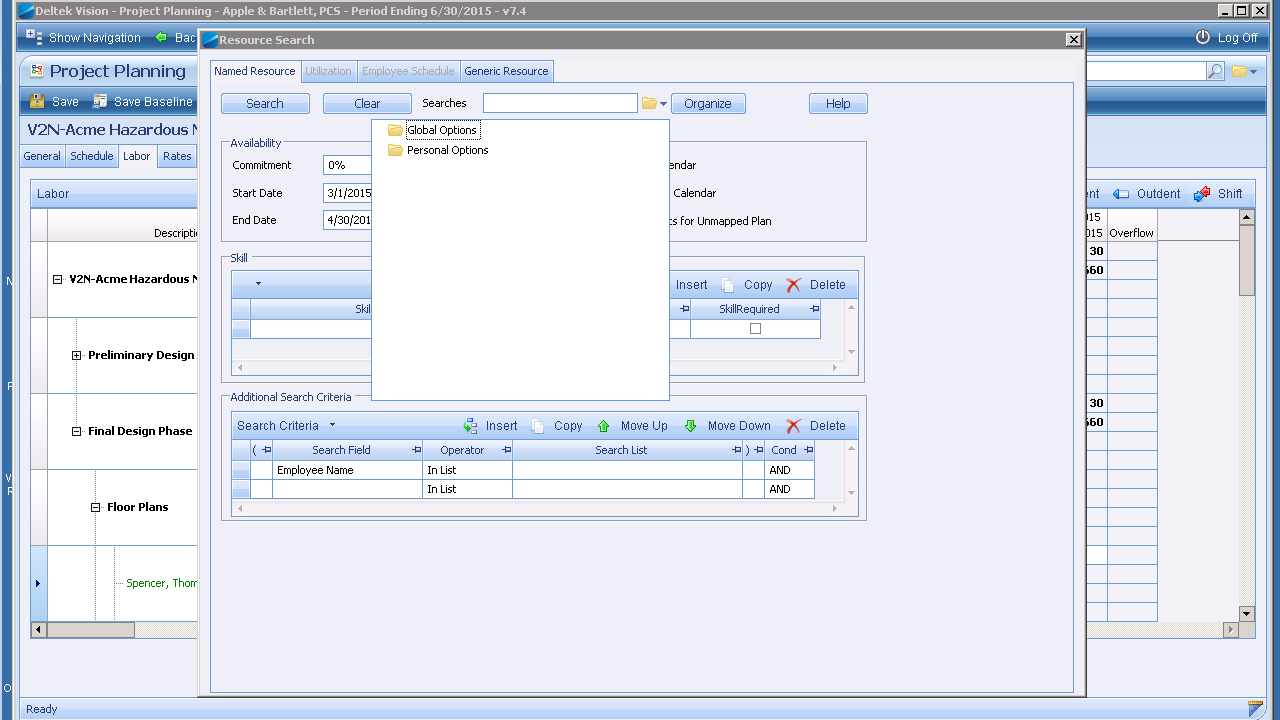 Deltek Vision - Project Planning - Apple & Bartlett, PCS - Period Ending 6/30/2015 - v7.4
Show Navigation Bac Log Off
Resource Search
Project Planning
Named Resource Utilization Employee Schedule Generic Resource
Save Save Baseline
Search Clear Searches Organize Help
V2N-Acme Hazardous
General Schedule Labor Rates
Global Options
Personal Options
Availability
Commitment 0% endar
Start Date 3/1/2015 Calendar
End Date 4/30/201 ts for Unmapped Plan
Labor
ent Outdent Shift
Descriptio
015
015 Overflow
30
560
V2N-Acme Hazardous
Skill
Insert Copy Delete
Skil SkillRequired
Preliminary Design
Additional Search Criteria
30
560
Search Criteria Insert Copy Move Up Move Down Delete
Final Design Phase
( Search Field Operator Search List ) Cond
Employee Name In List AND
In List AND
Floor Plans
Spencer, Thom
Ready